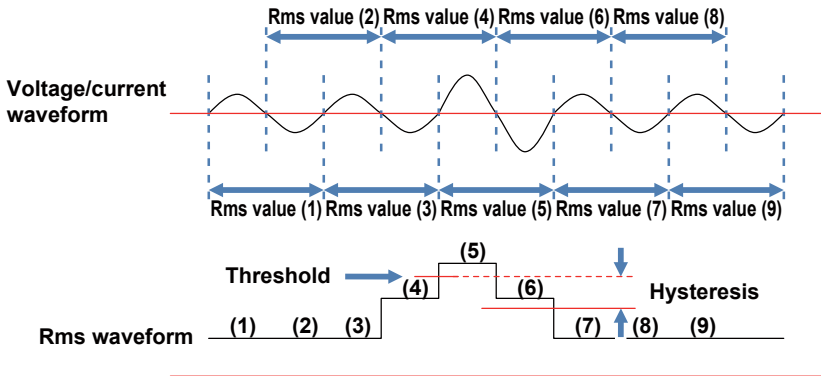 Rms value (2) Rms value (4) Rms value (6) Rms value (8)
Voltage/current
waveform
Rms value (1) Rms value (3) Rms value (5) Rms value (7) Rms value (9)
(5)
Threshold
(4) (6)
Hysteresis
Rms waveform (1) (2) (3) (7) (8) (9)